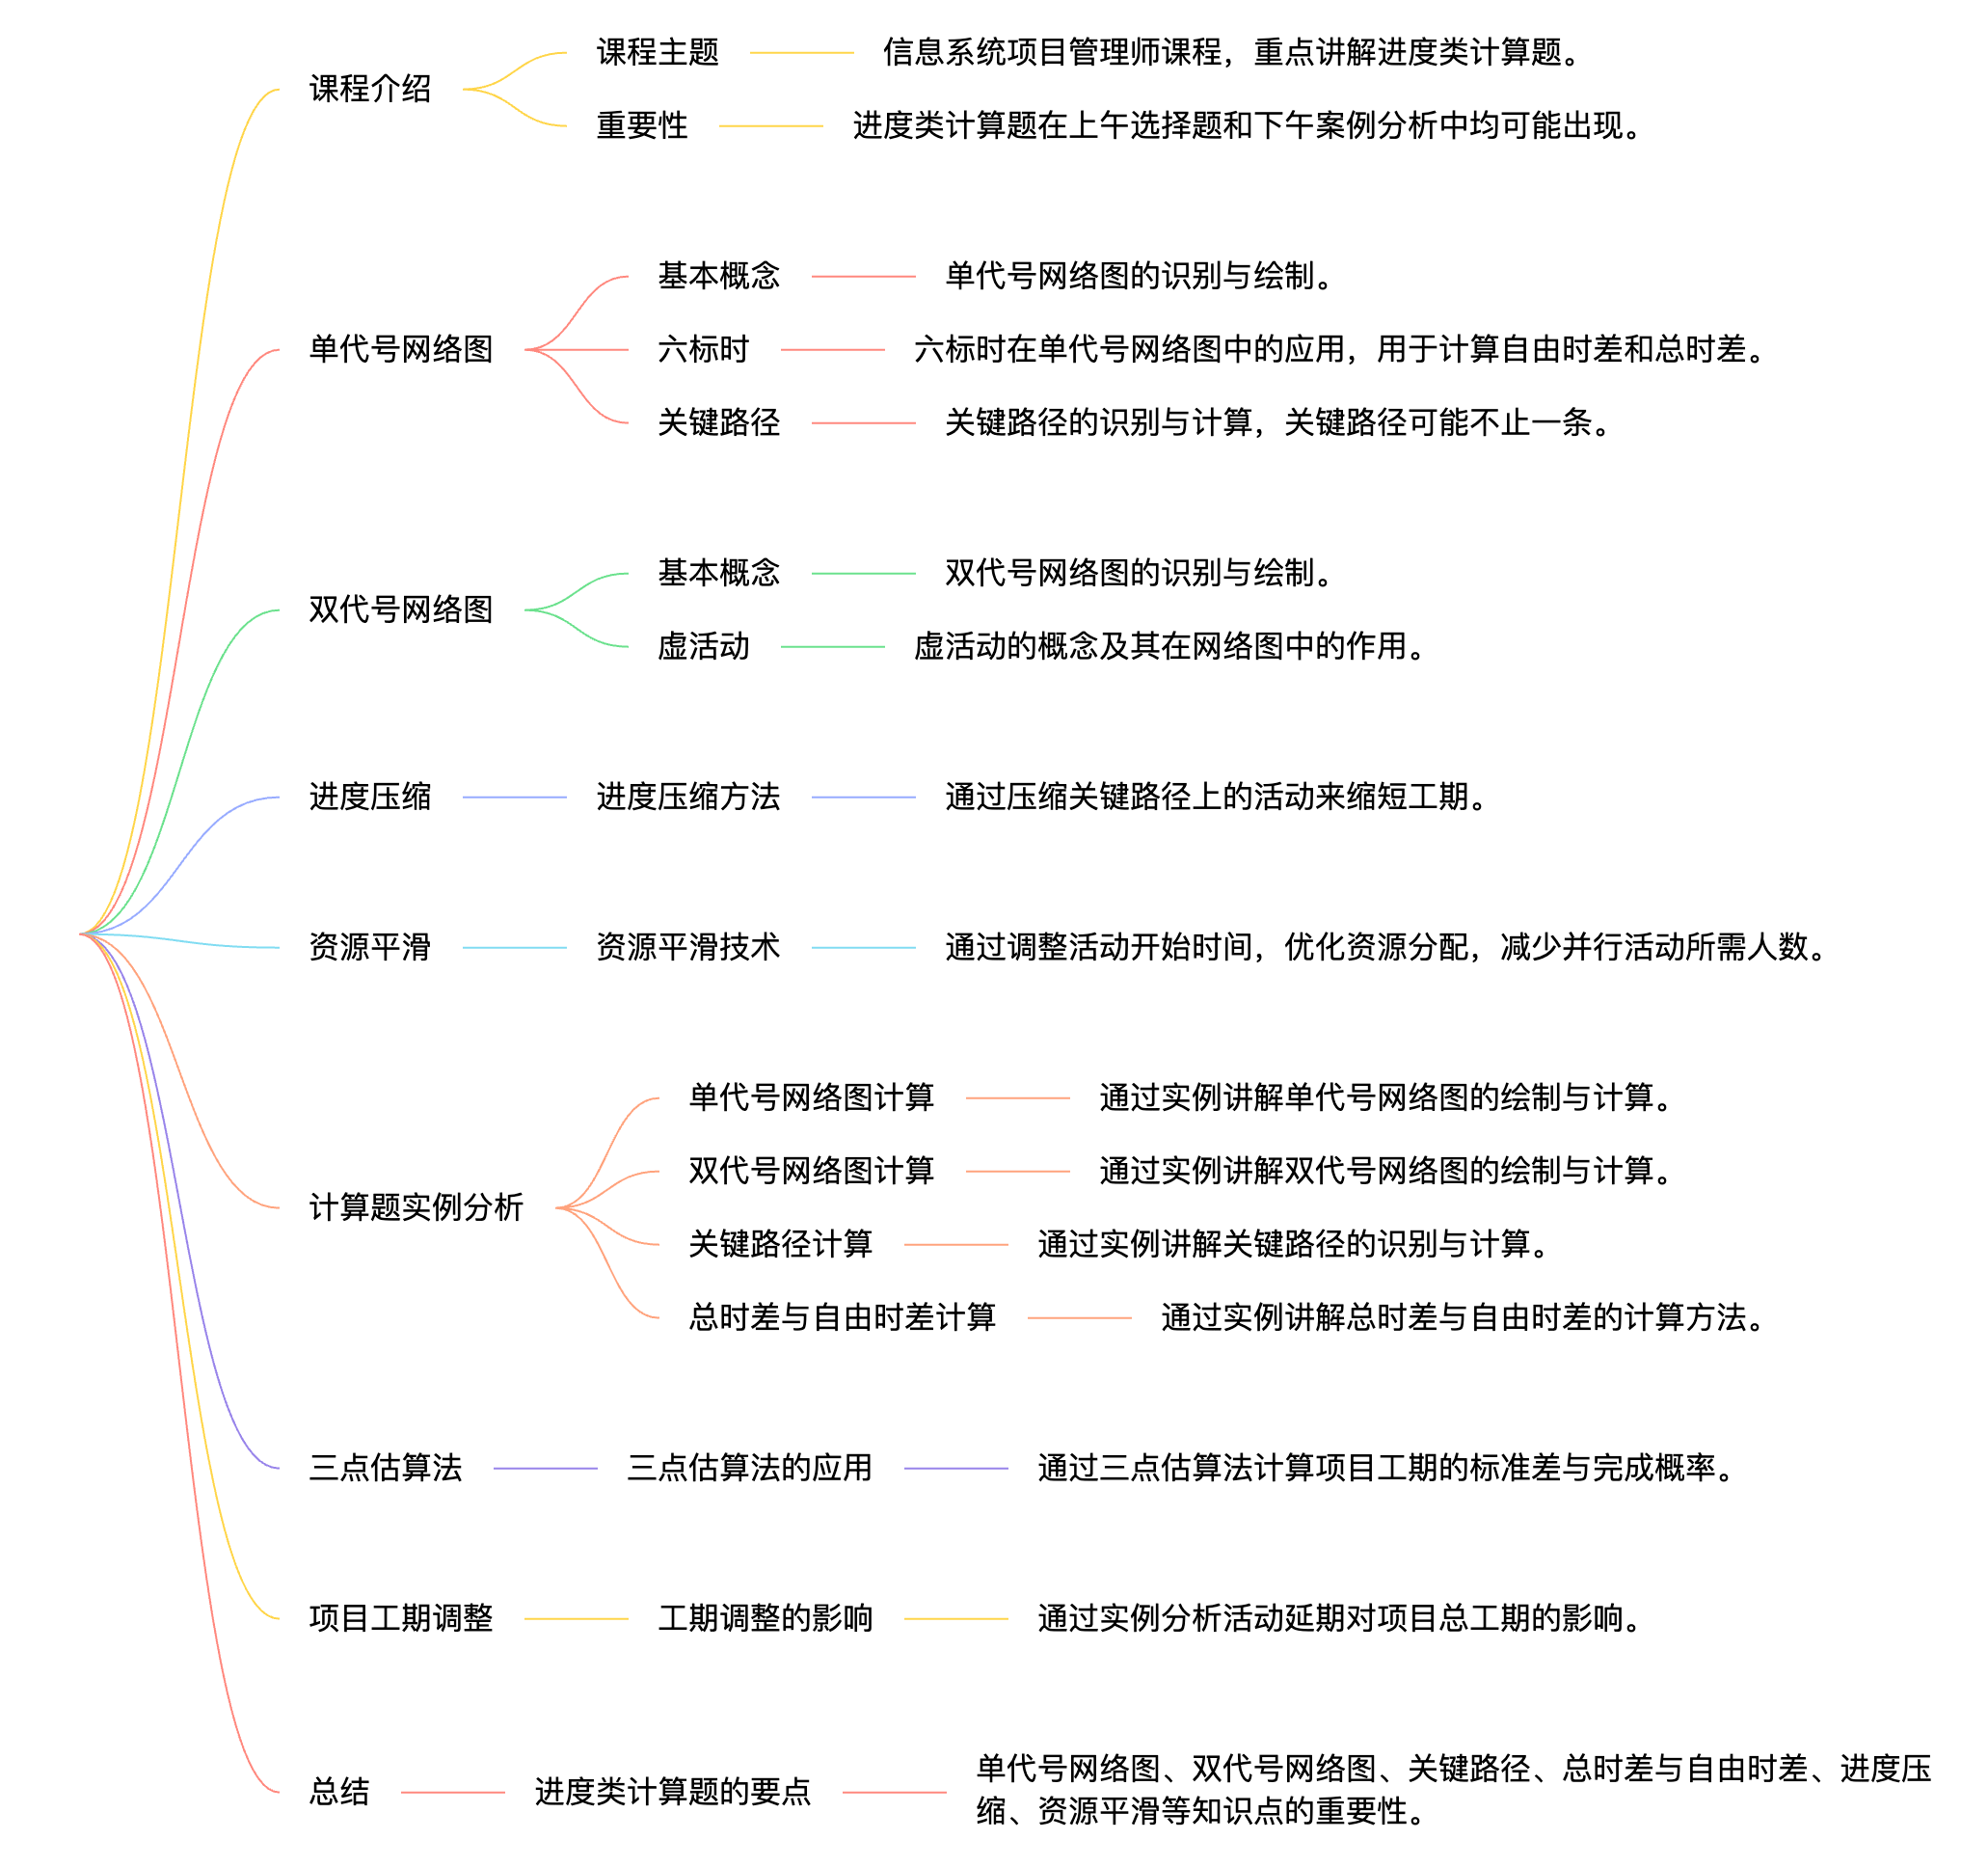 课程介绍
课程主题
信息系统项目管理师课程，重点讲解进度类计算题。
重要性
进度类计算题在上午选择题和下午案例分析中均可能出现。
单代号网络图
基本概念
单代号网络图的识别与绘制。
六标时
六标时在单代号网络图中的应用，用于计算自由时差和总时差。
关键路径
关键路径的识别与计算，关键路径可能不止一条。
双代号网络图
基本概念
双代号网络图的识别与绘制。
虚活动
虚活动的概念及其在网络图中的作用。
进度压缩
进度压缩方法
通过压缩关键路径上的活动来缩短工期。
资源平滑
资源平滑技术
通过调整活动开始时间，优化资源分配，减少并行活动所需人数。
计算题实例分析
单代号网络图计算
通过实例讲解单代号网络图的绘制与计算。
双代号网络图计算
通过实例讲解双代号网络图的绘制与计算。
关键路径计算
通过实例讲解关键路径的识别与计算。
总时差与自由时差计算
通过实例讲解总时差与自由时差的计算方法。
三点估算法
三点估算法的应用
通过三点估算法计算项目工期的标准差与完成概率。
项目工期调整
工期调整的影响
通过实例分析活动延期对项目总工期的影响。
总结
进度类计算题的要点
单代号网络图、双代号网络图、关键路径、总时差与自由时差、进度压
缩、资源平滑等知识点的重要性。